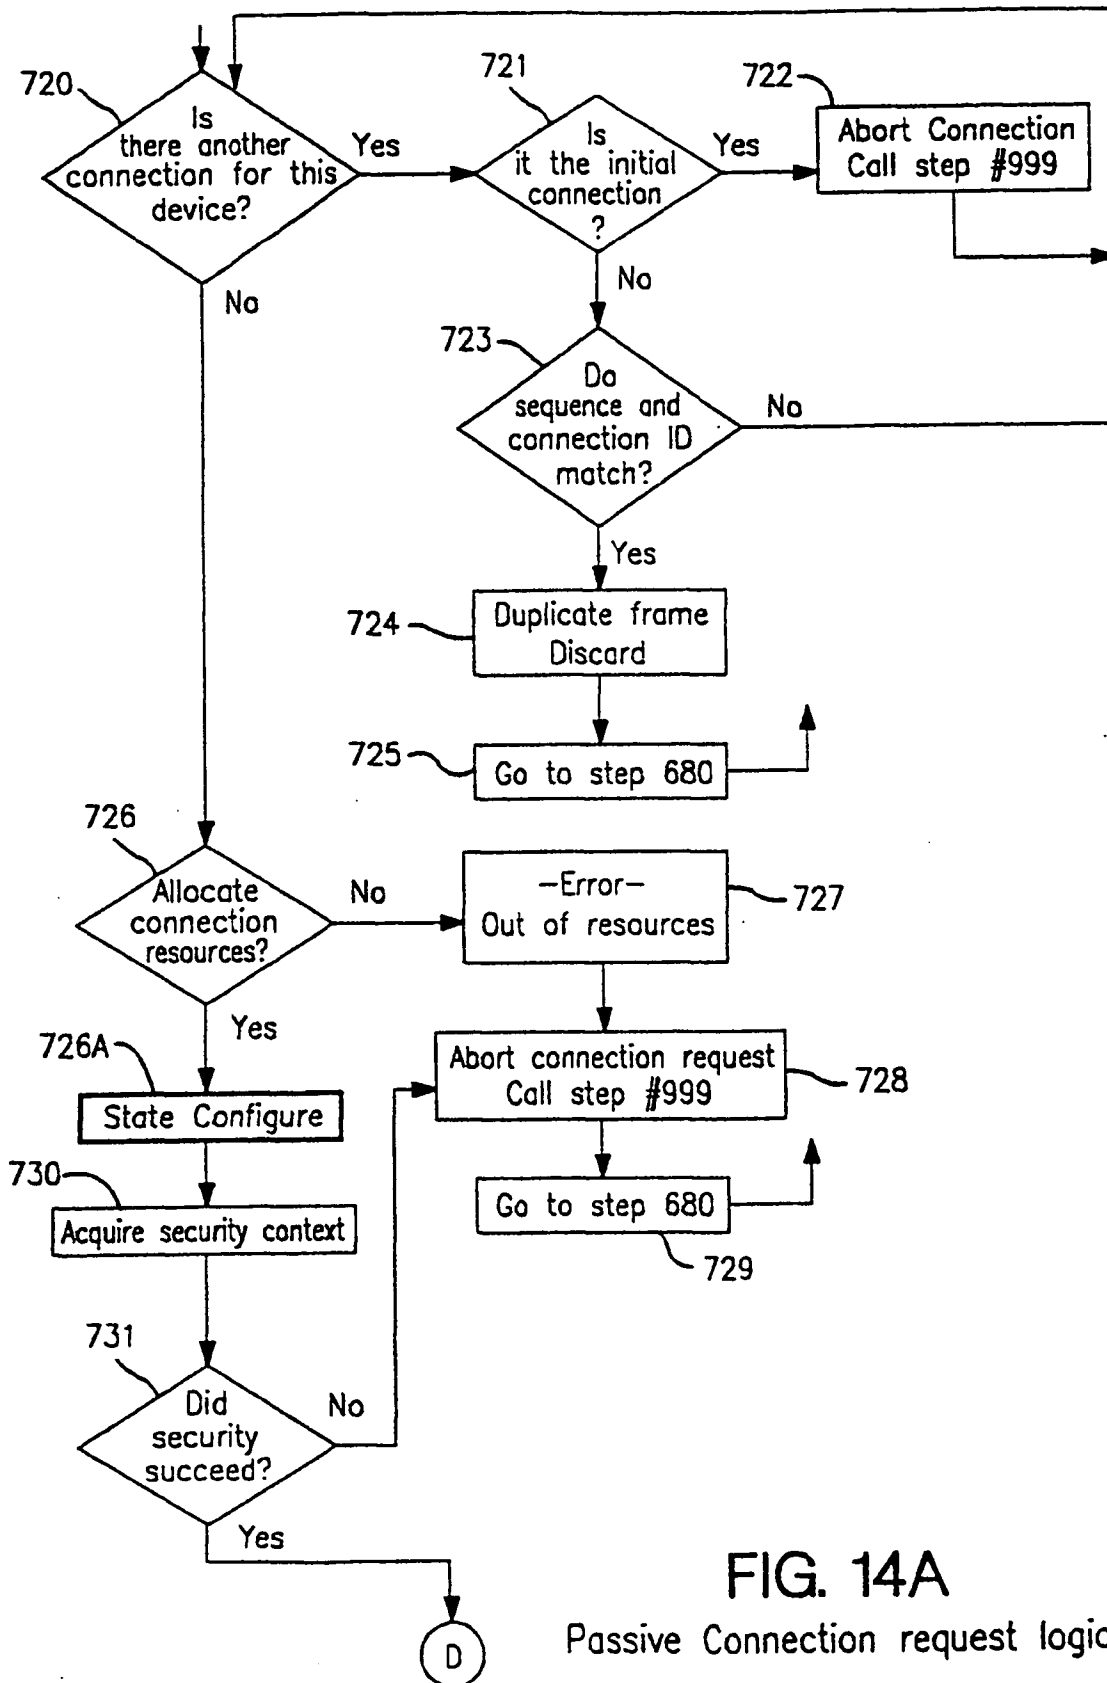 720
Is
there another
connection for this
device?
Yes
No
721
Is
it the initial
connection
?
Yes
No
722
Abort Connection
Call step #999
723
Do
sequence and
connection ID
match?
No
Yes
724
Duplicate frame
Discard
725
Go to step 680
726
Allocate
connection
resources?
No
Yes
-Error-
Out of resources
727
726A
State Configure
Abort connection request
Call step #999
728
730
Acquire security context
Go to step 680
729
731
Did
security
succeed?
No
Yes
D
FIG. 14A
Passive Connection request logic